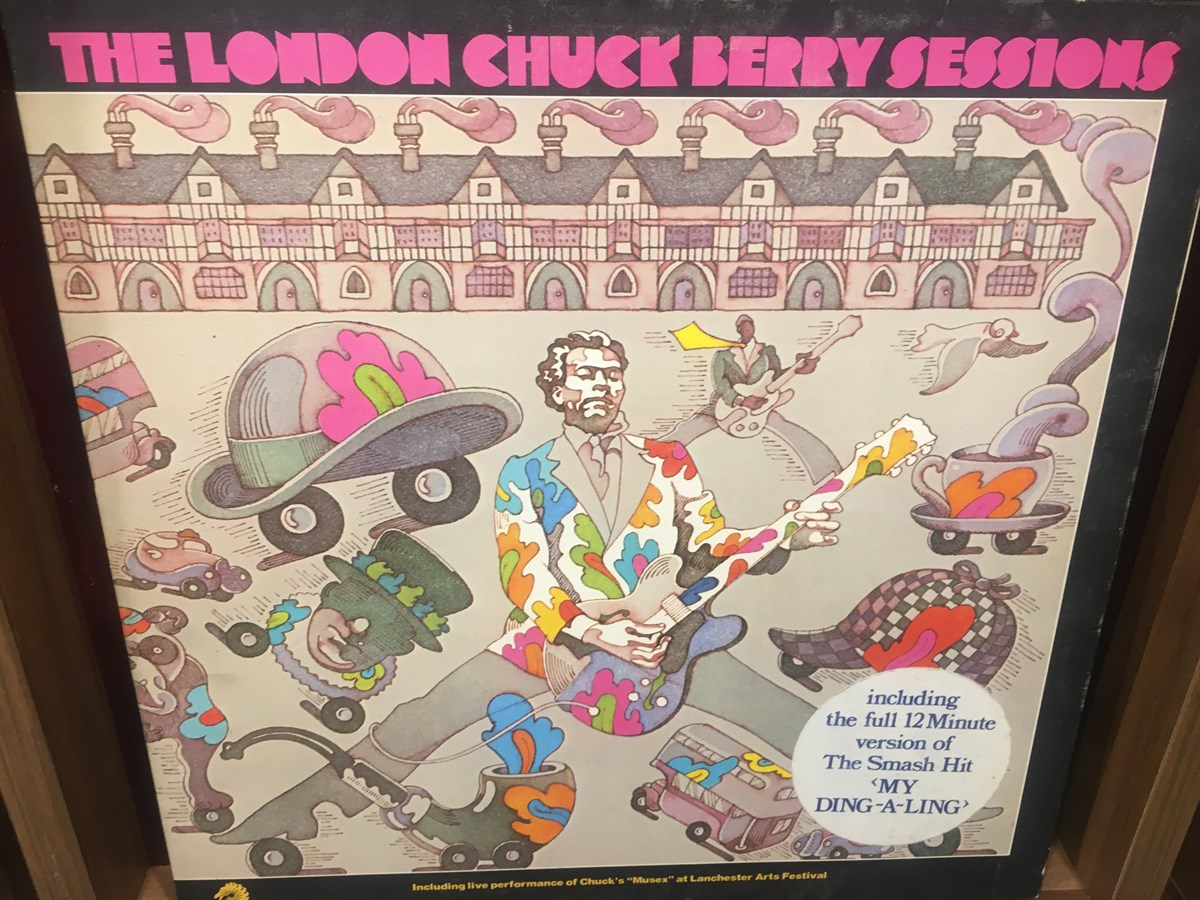 THE LONDON CHUCK BERRY SESSIONS
including
the full 12 Minute
version of
The Smash Hit
‹MY
DING-A-LING›
Including live performance of Chuck's "Musex" at Lanchester Arts Festival